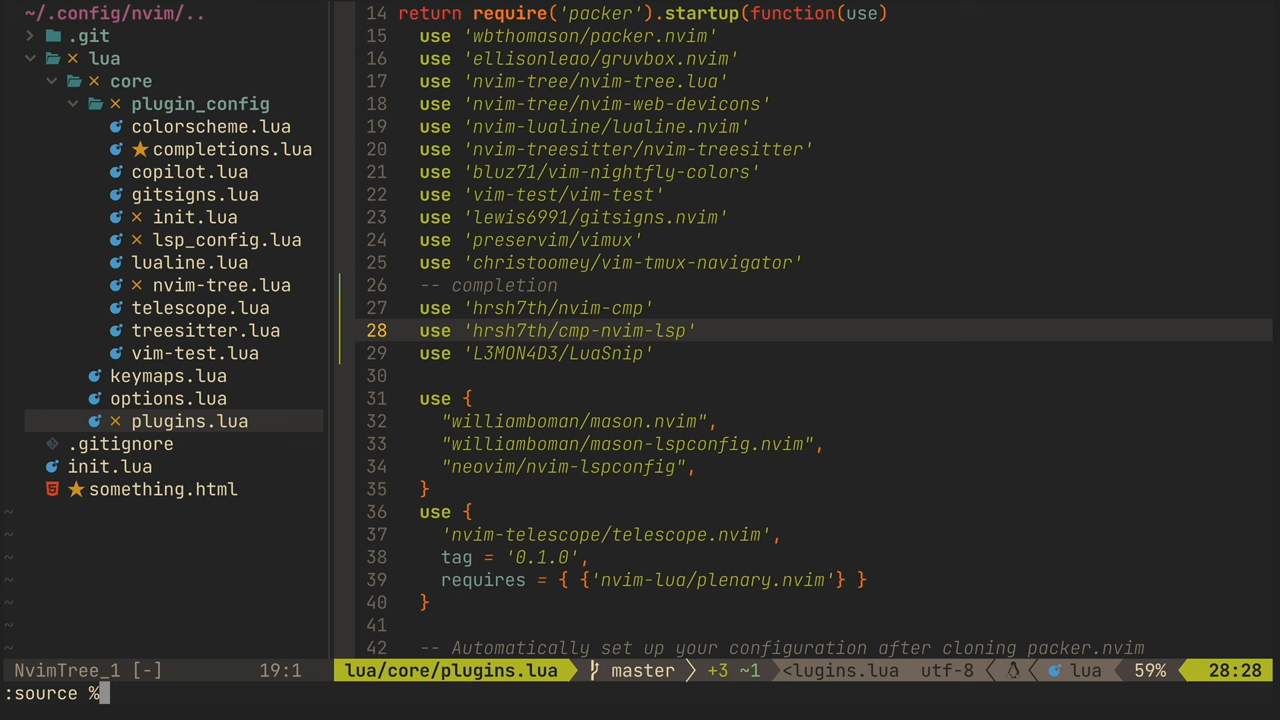 ~/.config/nvim/..
.git
lua
core
plugin_config
colorscheme.lua
completions.lua
copilot.lua
gitsigns.lua
init.lua
lsp_config.lua
lualine.lua
nvim-tree.lua
telescope.lua
treesitter.lua
vim-test.lua
keymaps.lua
options.lua
plugins.lua
.gitignore
init.lua
something.html
~
~
~
~
~
~
~
NvimTree_1 [-] 19:1
14 return require('packer').startup(function(use)
15 use 'wbthomason/packer.nvim'
16 use 'ellisonleao/gruvbox.nvim'
17 use 'nvim-tree/nvim-tree.lua'
18 use 'nvim-tree/nvim-web-devicons'
19 use 'nvim-lualine/lualine.nvim'
20 use 'nvim-treesitter/nvim-treesitter'
21 use 'bluz71/vim-nightfly-colors'
22 use 'vim-test/vim-test'
23 use 'lewis6991/gitsigns.nvim'
24 use 'preservim/vimux'
25 use 'christoomey/vim-tmux-navigator'
26 -- completion
27 use 'hrsh7th/nvim-cmp'
28 use 'hrsh7th/cmp-nvim-lsp'
29 use 'L3MON4D3/LuaSnip'
30
31 use {
32 "williamboman/mason.nvim",
33 "williamboman/mason-lspconfig.nvim",
34 "neovim/nvim-lspconfig",
35 }
36 use {
37 'nvim-telescope/telescope.nvim',
38 tag = '0.1.0',
39 requires = { {'nvim-lua/plenary.nvim'} }
40 }
41
42 -- Automatically set up your configuration after cloning packer.nvim
lua/core/plugins.lua master +3 ~1 <lugins.lua utf-8 lua 59% 28:28
:source %